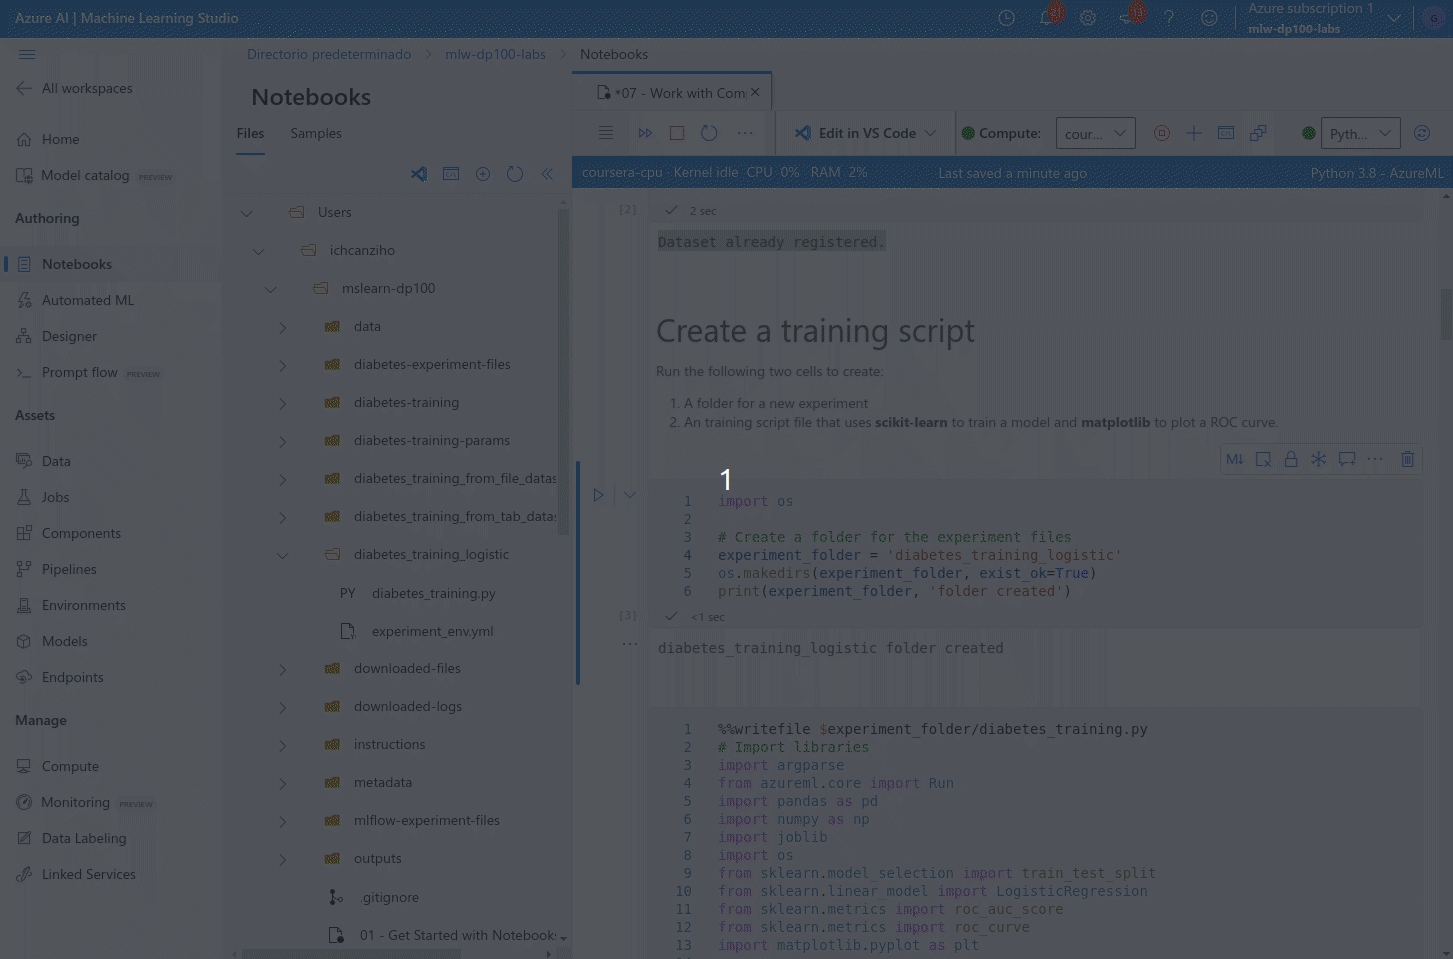 Azure AI | Machine Learning Studio
21
13
Azure subscription 1
mlw-dp100-labs
G
Directorio predeterminado
mlw-dp100-labs
Notebooks
All workspaces
Home
Model catalog PREVIEW
Authoring
Notebooks
Automated ML
Designer
Prompt flow PREVIEW
Assets
Data
Jobs
Components
Pipelines
Environments
Models
Endpoints
Manage
Compute
Monitoring PREVIEW
Data Labeling
Linked Services
Notebooks
Files
Samples
Users
ichcanziho
mslearn-dp100
data
diabetes-experiment-files
diabetes-training
diabetes-training-params
diabetes_training_from_file_datas
diabetes_training_from_tab_datas
diabetes_training_logistic
PY diabetes_training.py
experiment_env.yml
downloaded-files
downloaded-logs
instructions
metadata
mlflow-experiment-files
outputs
.gitignore
01 - Get Started with Notebook
*07 - Work with Com
Edit in VS Code
Compute:
cour...
Pyth...
coursera-cpu · Kernel idle CPU 0% RAM 2%
Last saved a minute ago
Python 3.8 - AzureML
[2]
2 sec
Dataset already registered.
Create a training script
Run the following two cells to create:
1. A folder for a new experiment
2. An training script file that uses scikit-learn to train a model and matplotlib to plot a ROC curve.
M↓
1
1 import os
2
3 # Create a folder for the experiment files
4 experiment_folder = 'diabetes_training_logistic'
5 os.makedirs(experiment_folder, exist_ok=True)
6 print(experiment_folder, 'folder created')
[3]
<1 sec
diabetes_training_logistic folder created
1 %%writefile $experiment_folder/diabetes_training.py
2 # Import libraries
3 import argparse
4 from azureml.core import Run
5 import pandas as pd
6 import numpy as np
7 import joblib
8 import os
9 from sklearn.model_selection import train_test_split
10 from sklearn.linear_model import LogisticRegression
11 from sklearn.metrics import roc_auc_score
12 from sklearn.metrics import roc_curve
13 import matplotlib.pyplot as plt